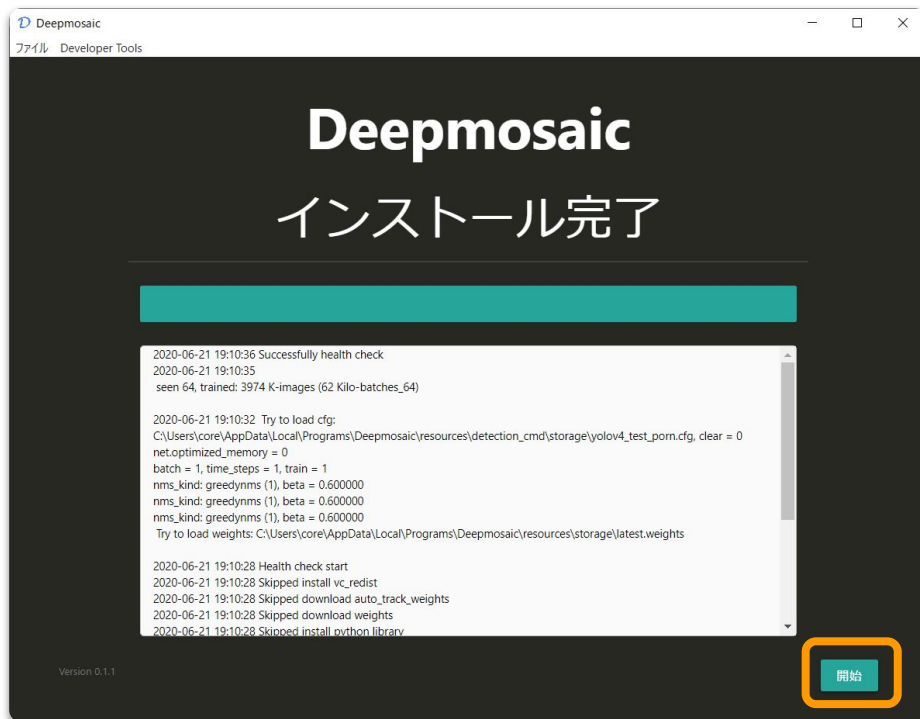 Deepmosaic
ファイル Developer Tools
Deepmosaic
インストール完了
2020-06-21 19:10:36 Successfully health check
2020-06-21 19:10:35
seen 64, trained: 3974 K-images (62 Kilo-batches_64)
2020-06-21 19:10:32 Try to load cfg:
C:\Users\core\AppData\Local\Programs\Deepmosaic\resources\detection_cmd\storage\yolov4_test_porn.cfg, clear = 0
net.optimized_memory = 0
batch = 1, time_steps = 1, train = 1
nms_kind: greedynms (1), beta = 0.600000
nms_kind: greedynms (1), beta = 0.600000
nms_kind: greedynms (1), beta = 0.600000
Try to load weights: C:\Users\core\AppData\Local\Programs\Deepmosaic\resources\storage\latest.weights
2020-06-21 19:10:28 Health check start
2020-06-21 19:10:28 Skipped install vc_redist
2020-06-21 19:10:28 Skipped download auto_track_weights
2020-06-21 19:10:28 Skipped download weights
2020-06-21 19:10:28 Skipped install python library
Version 0.1.1
開始